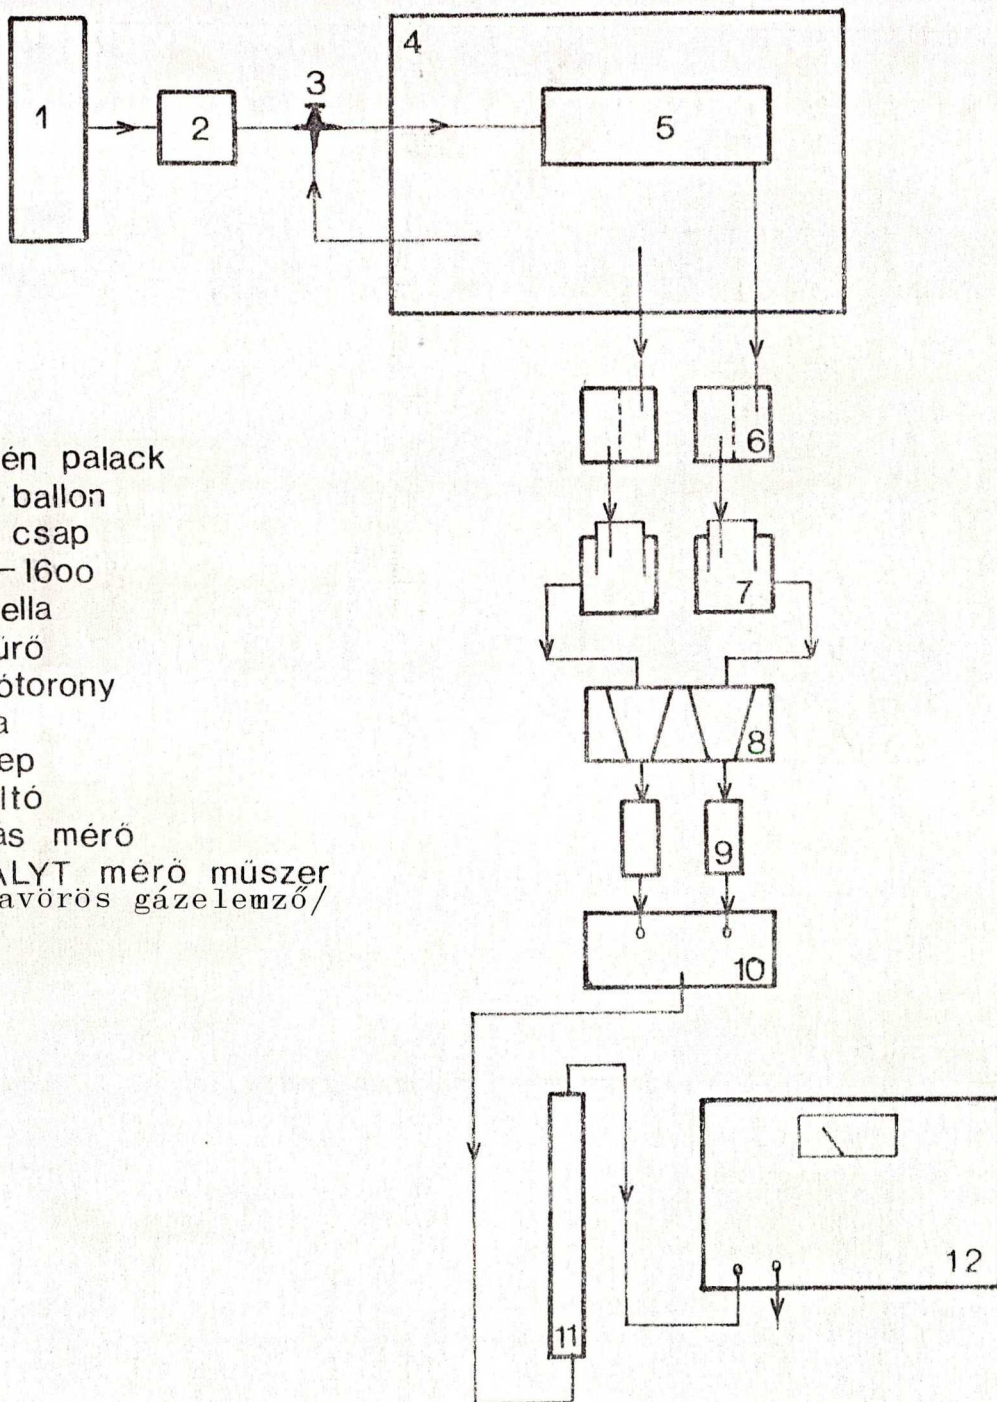 1
2
3
4
5
6
7
8
9
10
11
12
én palack
ballon
csap
-1600
ella
űrő
ótorony
a
ep
ltó
ás mérő
ALYT mérő műszer
avörös gázelemző/